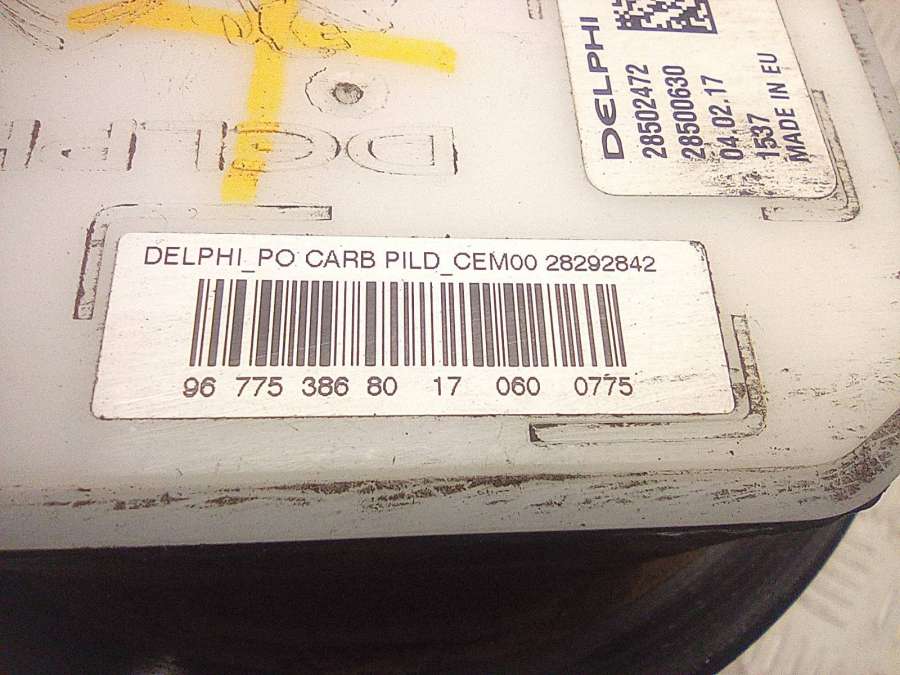 DELPHI
28502472
28500630
04.02.17
1537
MADE IN EU
DELPHI_PO CARB PILD_CEM00 28292842
96 775 386 80 17 060 0775